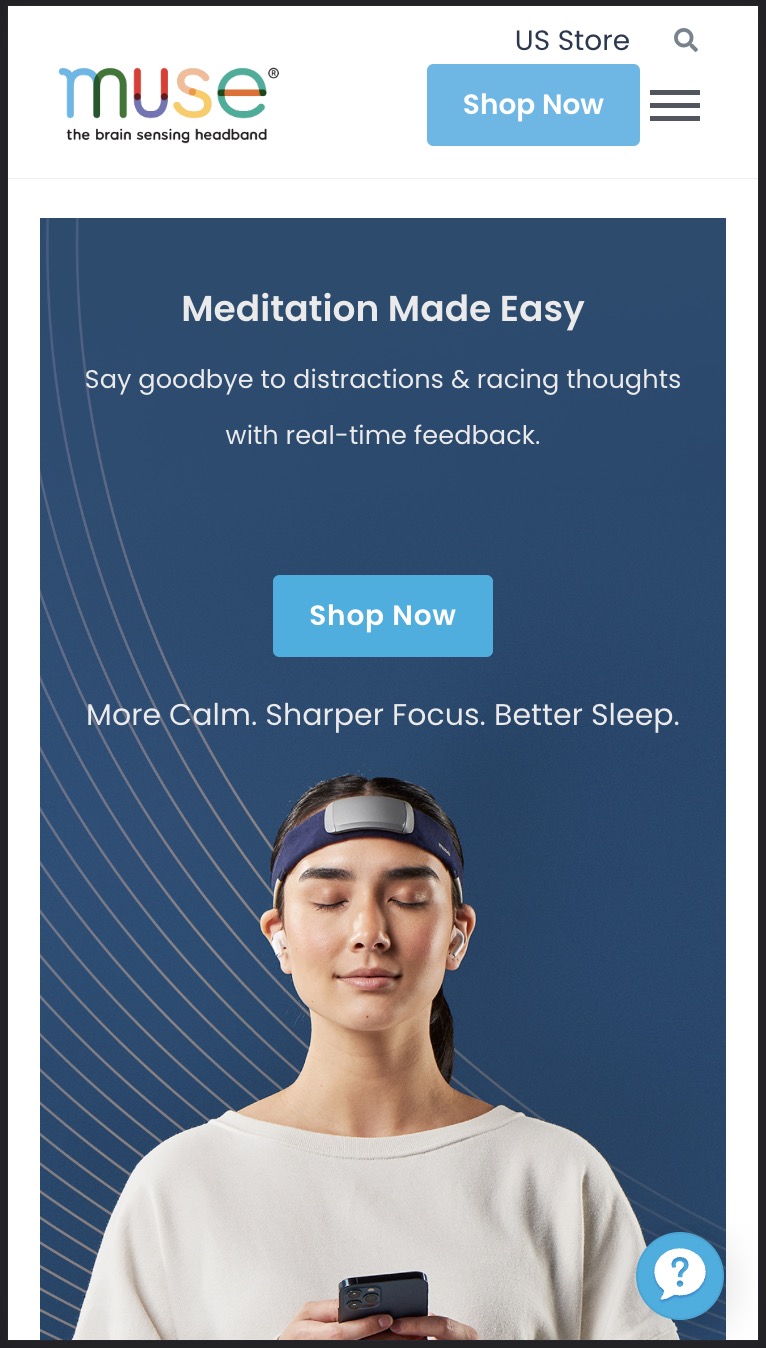 US Store
muse®
the brain sensing headband
Shop Now
Meditation Made Easy
Say goodbye to distractions & racing thoughts
with real-time feedback.
Shop Now
More Calm. Sharper Focus. Better Sleep.
?